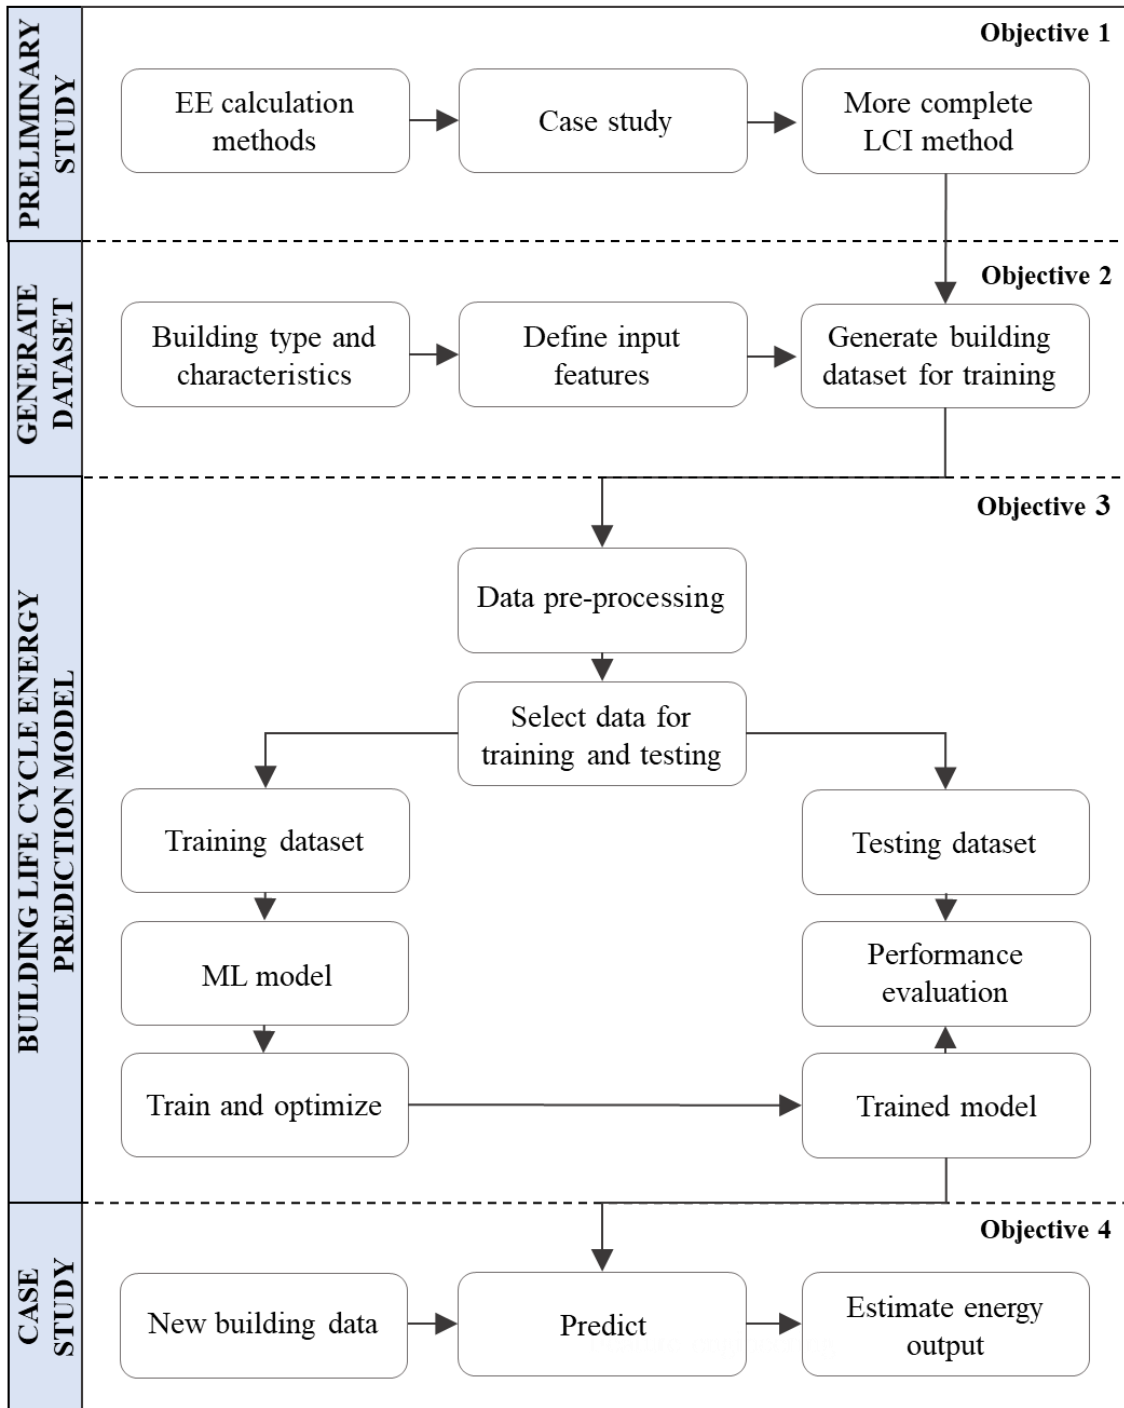 PRELIMINARY
STUDY
Objective 1
EE calculation
methods
Case study
More complete
LCI method
GENERATE
DATASET
Objective 2
Building type and
characteristics
Define input
features
Generate building
dataset for training
BUILDING LIFE CYCLE ENERGY
PREDICTION MODEL
Objective 3
Data pre-processing
Select data for
training and testing
Training dataset
Testing dataset
ML model
Performance
evaluation
Train and optimize
Trained model
CASE
STUDY
Objective 4
New building data
Predict
Estimate energy
output